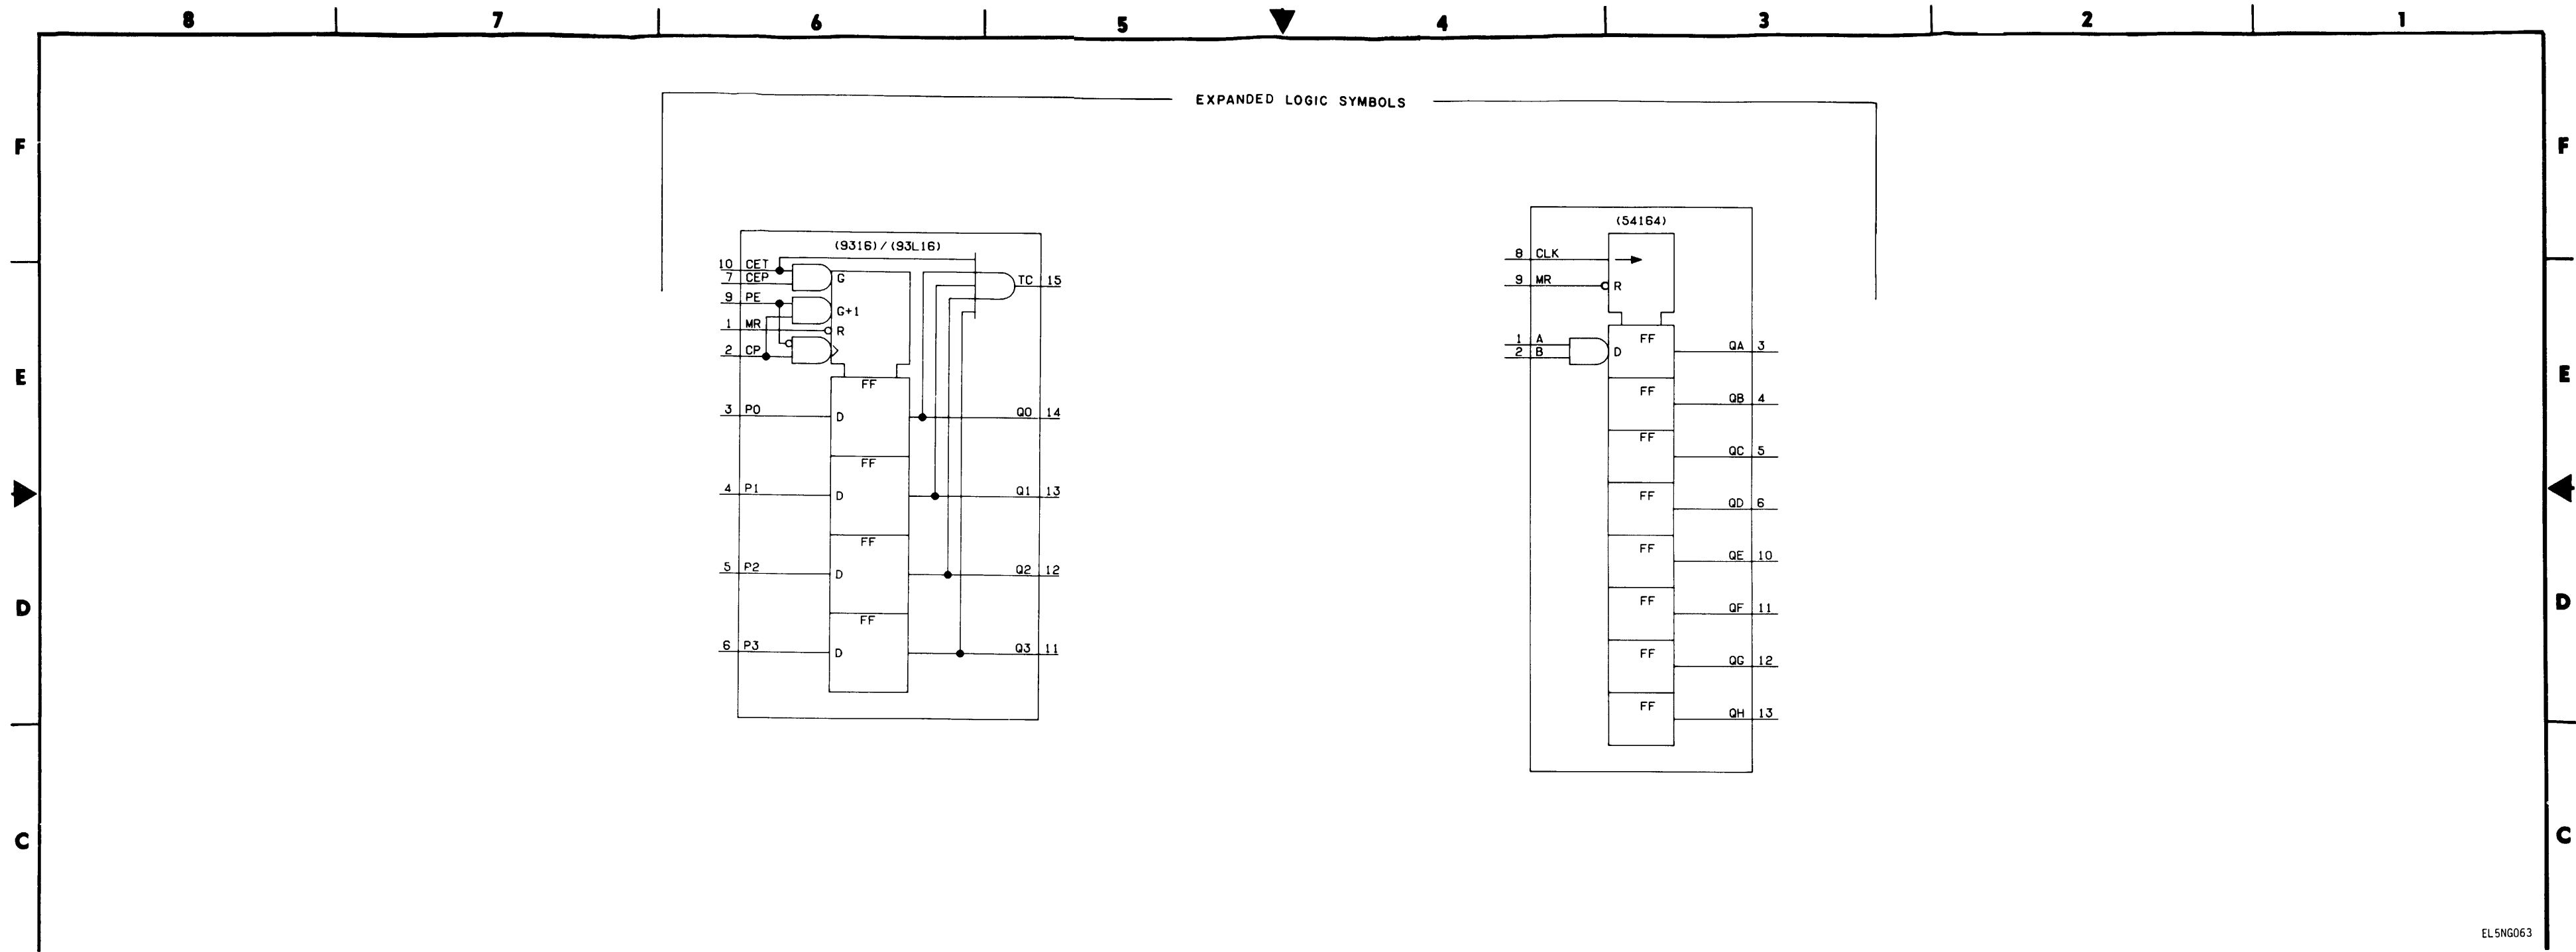 8 7 6 5 4 3 2 1
EXPANDED LOGIC SYMBOLS
F F
(9316)/(93L16)
10 CET
7 CEP
9 PE
1 MR
2 CP
G
G+1
R
TC 15
FF
3 P0 D Q0 14
FF
4 P1 D Q1 13
FF
5 P2 D Q2 12
FF
6 P3 D Q3 11
(54164)
8 CLK
9 MR R
1 A
2 B
FF
D QA 3
FF
QB 4
FF
QC 5
FF
QD 6
FF
QE 10
FF
QF 11
FF
QG 12
FF
QH 13
E E
D D
C C
EL5NG063